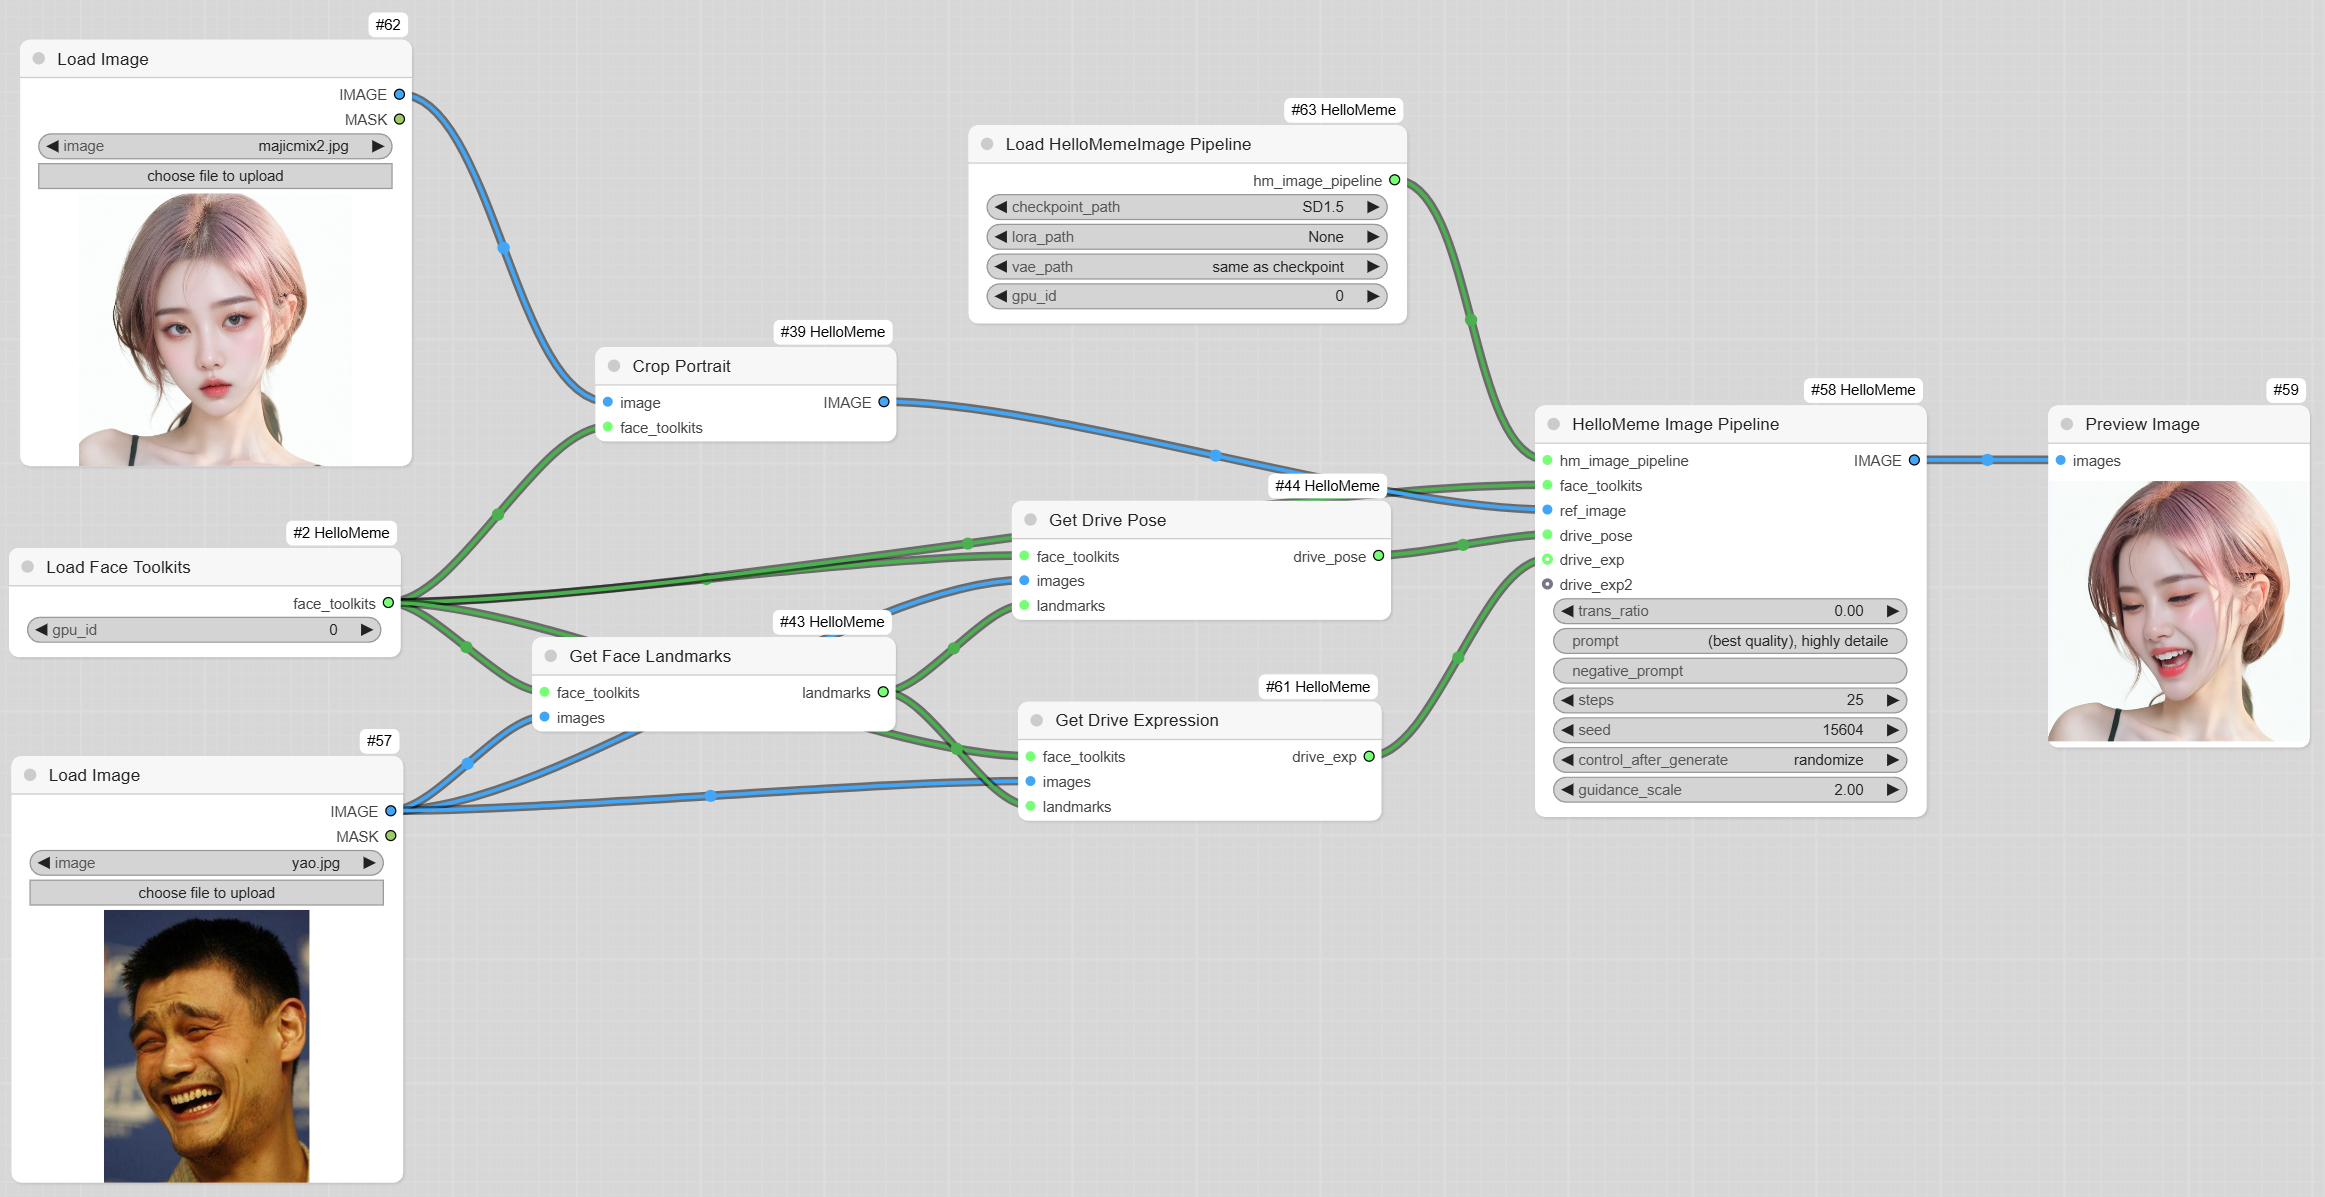 #62
Load Image
IMAGE
MASK
image majicmix2.jpg
choose file to upload
#2 HelloMeme
Load Face Toolkits
face_toolkits
gpu_id 0
#57
Load Image
IMAGE
MASK
image yao.jpg
choose file to upload
#39 HelloMeme
Crop Portrait
image IMAGE
face_toolkits
#43 HelloMeme
Get Face Landmarks
face_toolkits landmarks
images
#63 HelloMeme
Load HelloMemeImage Pipeline
hm_image_pipeline
checkpoint_path SD1.5
lora_path None
vae_path same as checkpoint
gpu_id 0
#44 HelloMeme
Get Drive Pose
face_toolkits drive_pose
images
landmarks
#61 HelloMeme
Get Drive Expression
face_toolkits drive_exp
images
landmarks
#58 HelloMeme
HelloMeme Image Pipeline
hm_image_pipeline IMAGE
face_toolkits
ref_image
drive_pose
drive_exp
drive_exp2
trans_ratio 0.00
prompt (best quality), highly detaile
negative_prompt
steps 25
seed 15604
control_after_generate randomize
guidance_scale 2.00
#59
Preview Image
images